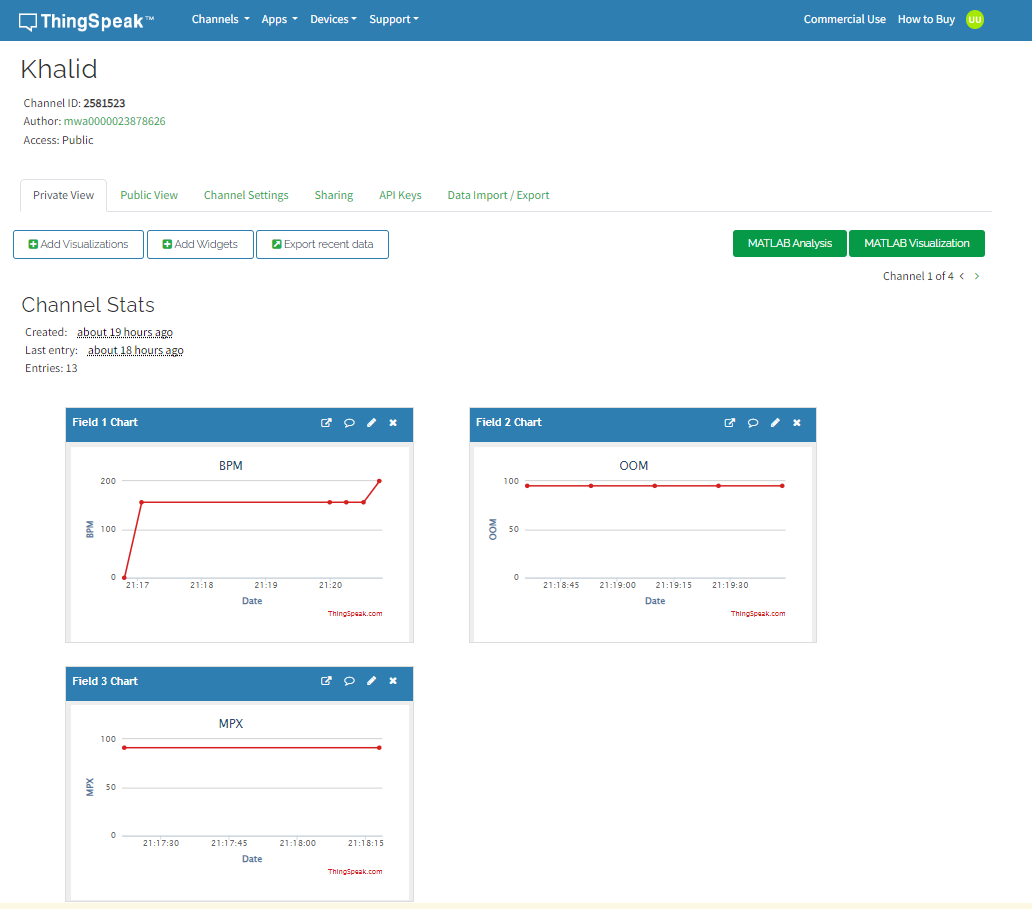 ThingSpeak™ Channels Apps Devices Support Commercial Use How to Buy UU
Khalid
Channel ID: 2581523
Author: mwa0000023878626
Access: Public
Private View Public View Channel Settings Sharing API Keys Data Import / Export
Add Visualizations Add Widgets Export recent data MATLAB Analysis MATLAB Visualization
Channel 1 of 4 < >
Channel Stats
Created: about 19 hours ago
Last entry: about 18 hours ago
Entries: 13
Field 1 Chart
BPM
200
100
0
BPM
21:17 21:18 21:19 21:20
Date
ThingSpeak.com
Field 2 Chart
OOM
100
50
0
OOM
21:18:45 21:19:00 21:19:15 21:19:30
Date
ThingSpeak.com
Field 3 Chart
MPX
100
50
0
MPX
21:17:30 21:17:45 21:18:00 21:18:15
Date
ThingSpeak.com